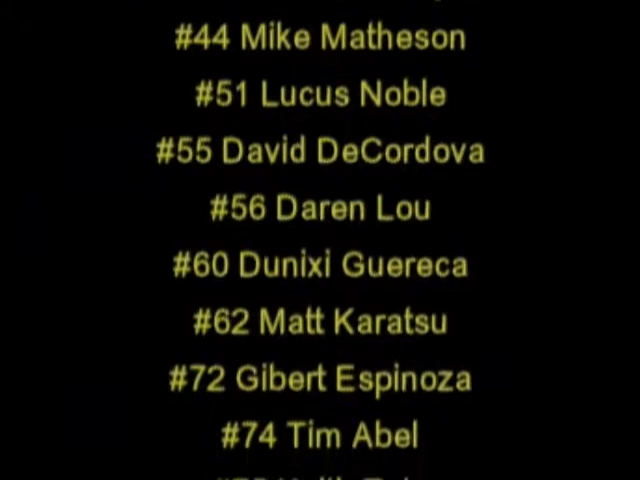 #44 Mike Matheson
#51 Lucus Noble
#55 David DeCordova
#56 Daren Lou
#60 Dunixi Guereca
#62 Matt Karatsu
#72 Gibert Espinoza
#74 Tim Abel